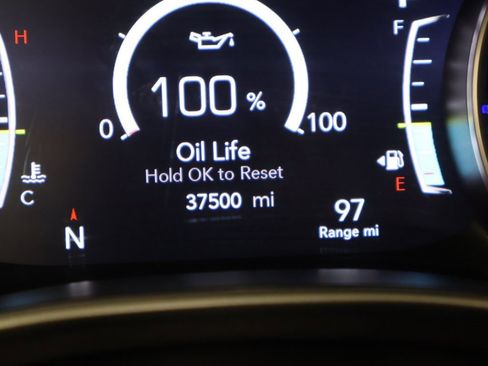 H
F
100 %
0
100
Oil Life
Hold OK to Reset
E
C
37500 mi
97
N
Range mi